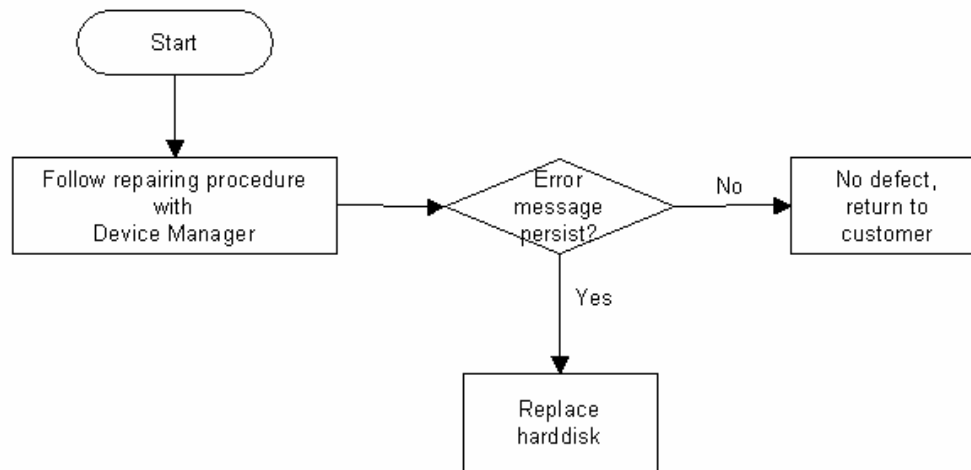 Start
Follow repairing procedure
with
Device Manager
Error
message
persist?
No
No defect,
return to
customer
Yes
Replace
harddisk